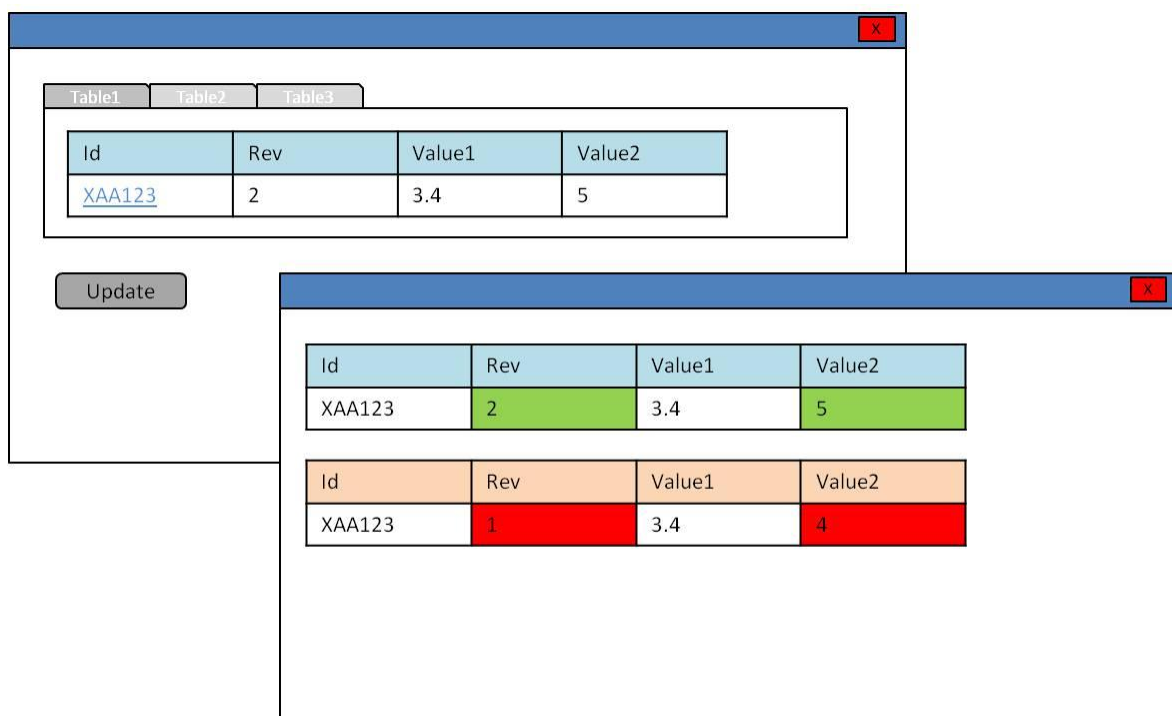 X
Table1 Table2 Table3
Id Rev Value1 Value2
XAA123 2 3.4 5
Update
X
Id Rev Value1 Value2
XAA123 2 3.4 5
Id Rev Value1 Value2
XAA123 1 3.4 4